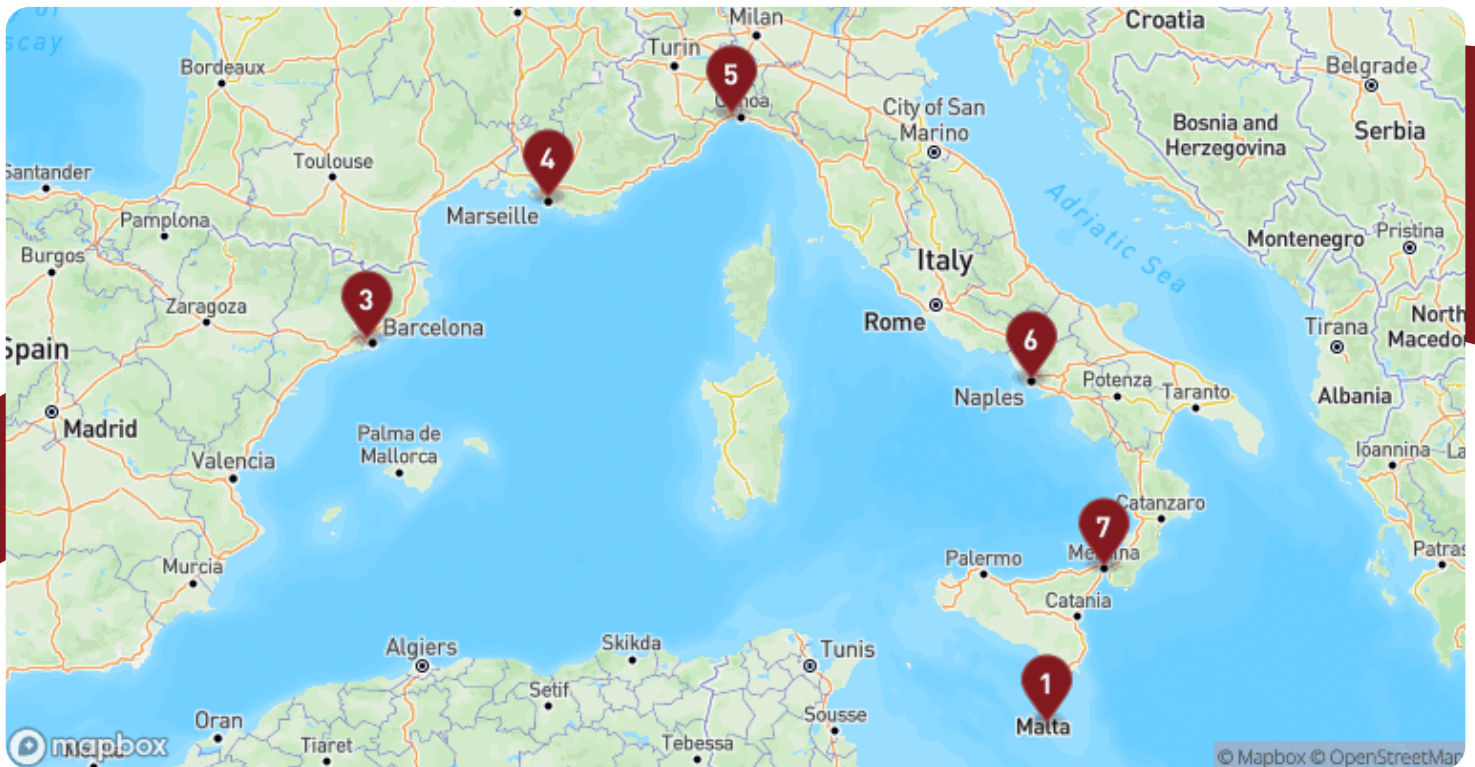 scay
Milan
Croatia
Turin
5
Bordeaux
Belgrade
City of San
Marino
Bosnia and
Herzegovina
Serbia
4
Toulouse
Santander
Marseille
Pamplona
Adriatic Sea
Montenegro
Pristina
Burgos
Italy
3
Zaragoza
Barcelona
Rome
North
Macedo
Tirana
Spain
6
Potenza
Taranto
Naples
Albania
Madrid
Palma de
Mallorca
Valencia
Ioannina
La
Catanzaro
7
Palermo
Patras
Murcia
Catania
Algiers
Skikda
Tunis
1
Setif
Malta
Oran
Sousse
Tiaret
Tebessa
mapbox
© Mapbox © OpenStreetMap